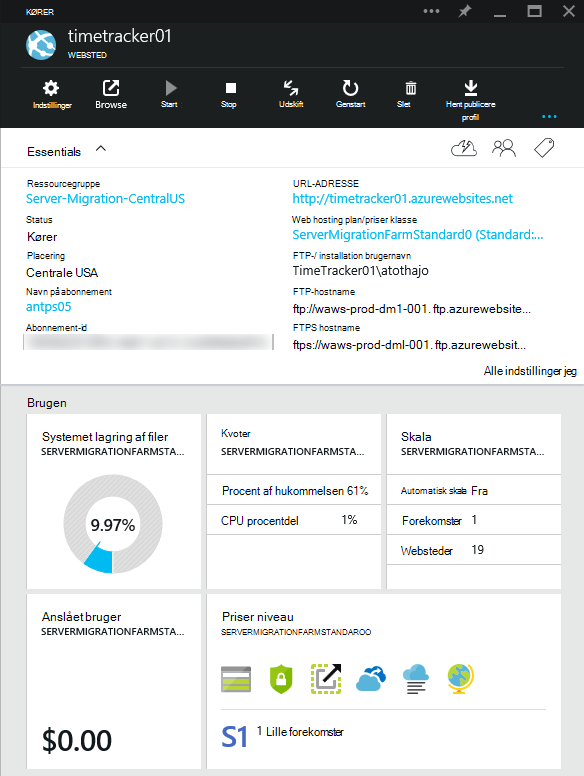 KØRER
timetracker01
WEBSTED
Indstillinger
Browse
Start
Stop
Udskift
Genstart
Slet
Hent publicere
profil
Essentials
Ressourcegruppe
Server-Migration-CentralUS
Status
Kører
Placering
Centrale USA
Navn på abonnement
antps05
Abonnement-id
URL-ADRESSE
http://timetracker01.azurewebsites.net
Web hosting plan/priser klasse
ServerMigrationFarmStandard0 (Standard:...
FTP-/ installation brugernavn
TimeTracker01\atothajo
FTP-hostname
ftp://waws-prod-dm1-001. ftp.azurewebsite...
FTPS hostname
ftps://waws-prod-dml-001. ftp.azurewebsit...
Alle indstillinger jeg
Brugen
Systemet lagring af filer
SERVERMIGRATIONFARMSTA...
9.97%
Kvoter
SERVERMIGRATIONFARMSTA...
Procent af hukommelsen 61%
CPU procentdel 1%
Skala
SERVERMIGRATIONFARMSTA...
Automatisk skala Fra
Forekomster 1
Websteder 19
Anslået bruger
SERVERMIGRATIONFARMSTA...
$0.00
Priser niveau
SERVERMIGRATIONFARMSTANDAROO
S1 1 Lille forekomster